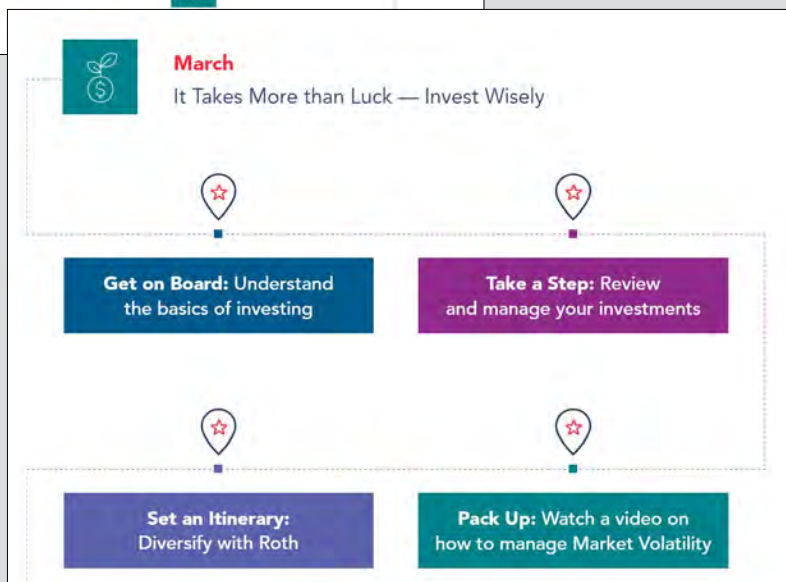 March
It Takes More than Luck — Invest Wisely
$
Get on Board: Understand
the basics of investing
Take a Step: Review
and manage your investments
Set an Itinerary:
Diversify with Roth
Pack Up: Watch a video on
how to manage Market Volatility